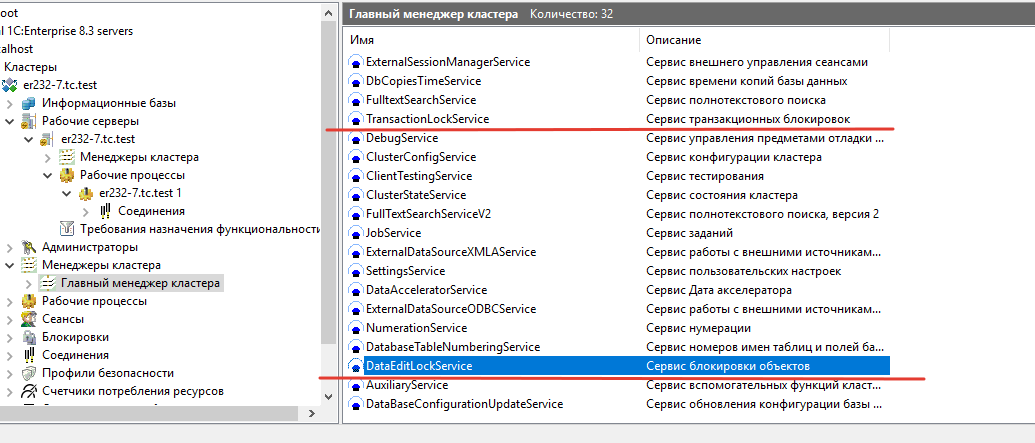 oot
al 1C:Enterprise 8.3 servers
calhost
Кластеры
er232-7.tc.test
Информационные базы
Рабочие серверы
er232-7.tc.test
Менеджеры кластера
Рабочие процессы
er232-7.tc.test 1
Соединения
Требования назначения функциональности
Администраторы
Менеджеры кластера
Главный менеджер кластера
Рабочие процессы
Сеансы
Блокировки
Соединения
Профили безопасности
Счетчики потребления ресурсов
Главный менеджер кластера Количество: 32
Имя Описание
ExternalSessionManagerService Сервис внешнего управления сеансами
DbCopiesTimeService Сервис времени копий базы данных
FulltextSearchService Сервис полнотекстового поиска
TransactionLockService Сервис транзакционных блокировок
DebugService Сервис управления предметами отладки ...
ClusterConfigService Сервис конфигурации кластера
ClientTestingService Сервис тестирования
ClusterStateService Сервис состояния кластера
FullTextSearchServiceV2 Сервис полнотекстового поиска, версия 2
JobService Сервис заданий
ExternalDataSourceXMLAService Сервис работы с внешними источникам...
SettingsService Сервис пользовательских настроек
DataAcceleratorService Сервис Дата акселератора
ExternalDataSourceODBCService Сервис работы с внешними источникам...
NumerationService Сервис нумерации
DatabaseTableNumberingService Сервис номеров имен таблиц и полей ба...
DataEditLockService Сервис блокировки объектов
AuxiliaryService Сервис вспомогательных функций класт...
DataBaseConfigurationUpdateService Сервис обновления конфигурации базы ...